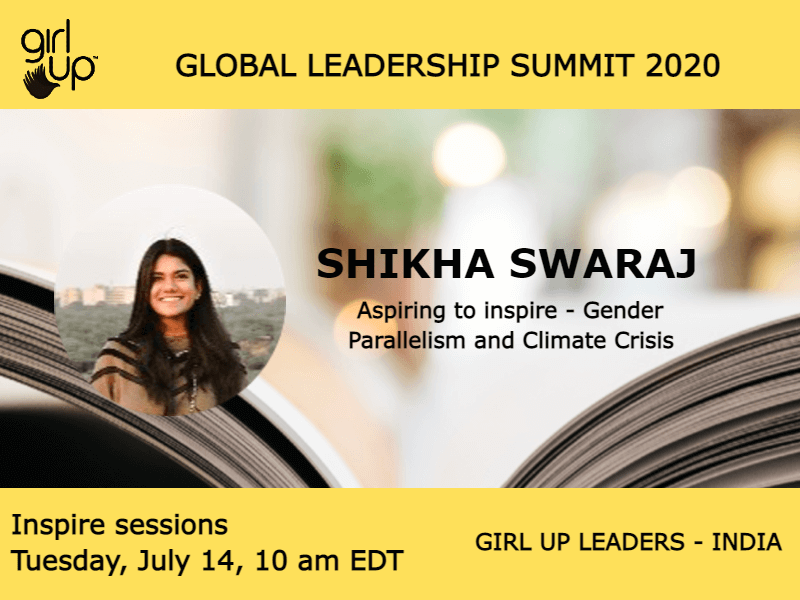 girl
up™
GLOBAL LEADERSHIP SUMMIT 2020
SHIKHA SWARAJ
Aspiring to inspire - Gender
Parallelism and Climate Crisis
Inspire sessions
Tuesday, July 14, 10 am EDT
GIRL UP LEADERS - INDIA